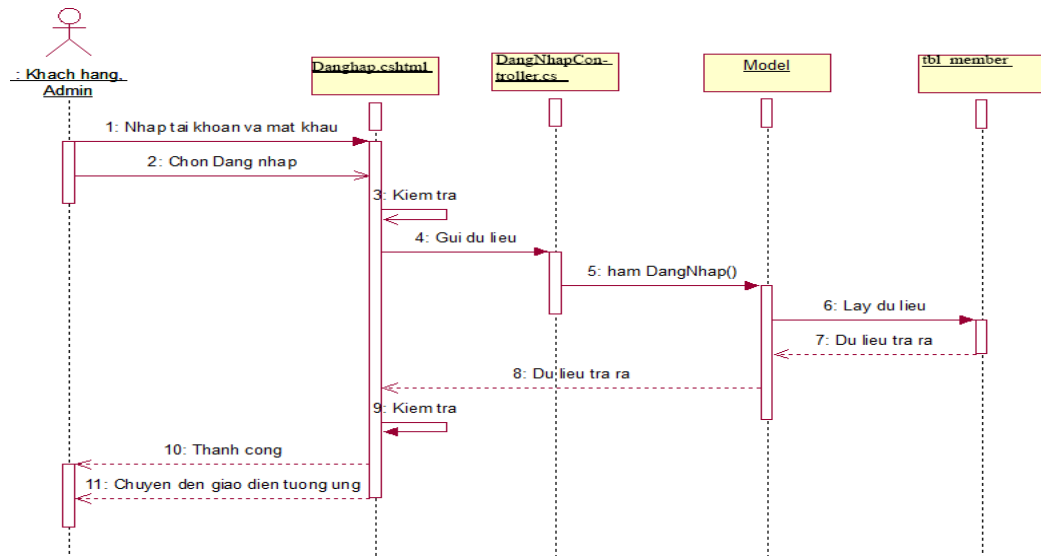 : Khach hang,
Admin
Danghap.cshtml
DangNhapCon-
troller.cs
Model
tbl_member
1: Nhap tai khoan va mat khau
2: Chon Dang nhap
3: Kiem tra
4: Gui du lieu
5: ham DangNhap()
6: Lay du lieu
7: Du lieu tra ra
8: Du lieu tra ra
9: Kiem tra
10: Thanh cong
11: Chuyen den giao dien tuong ung